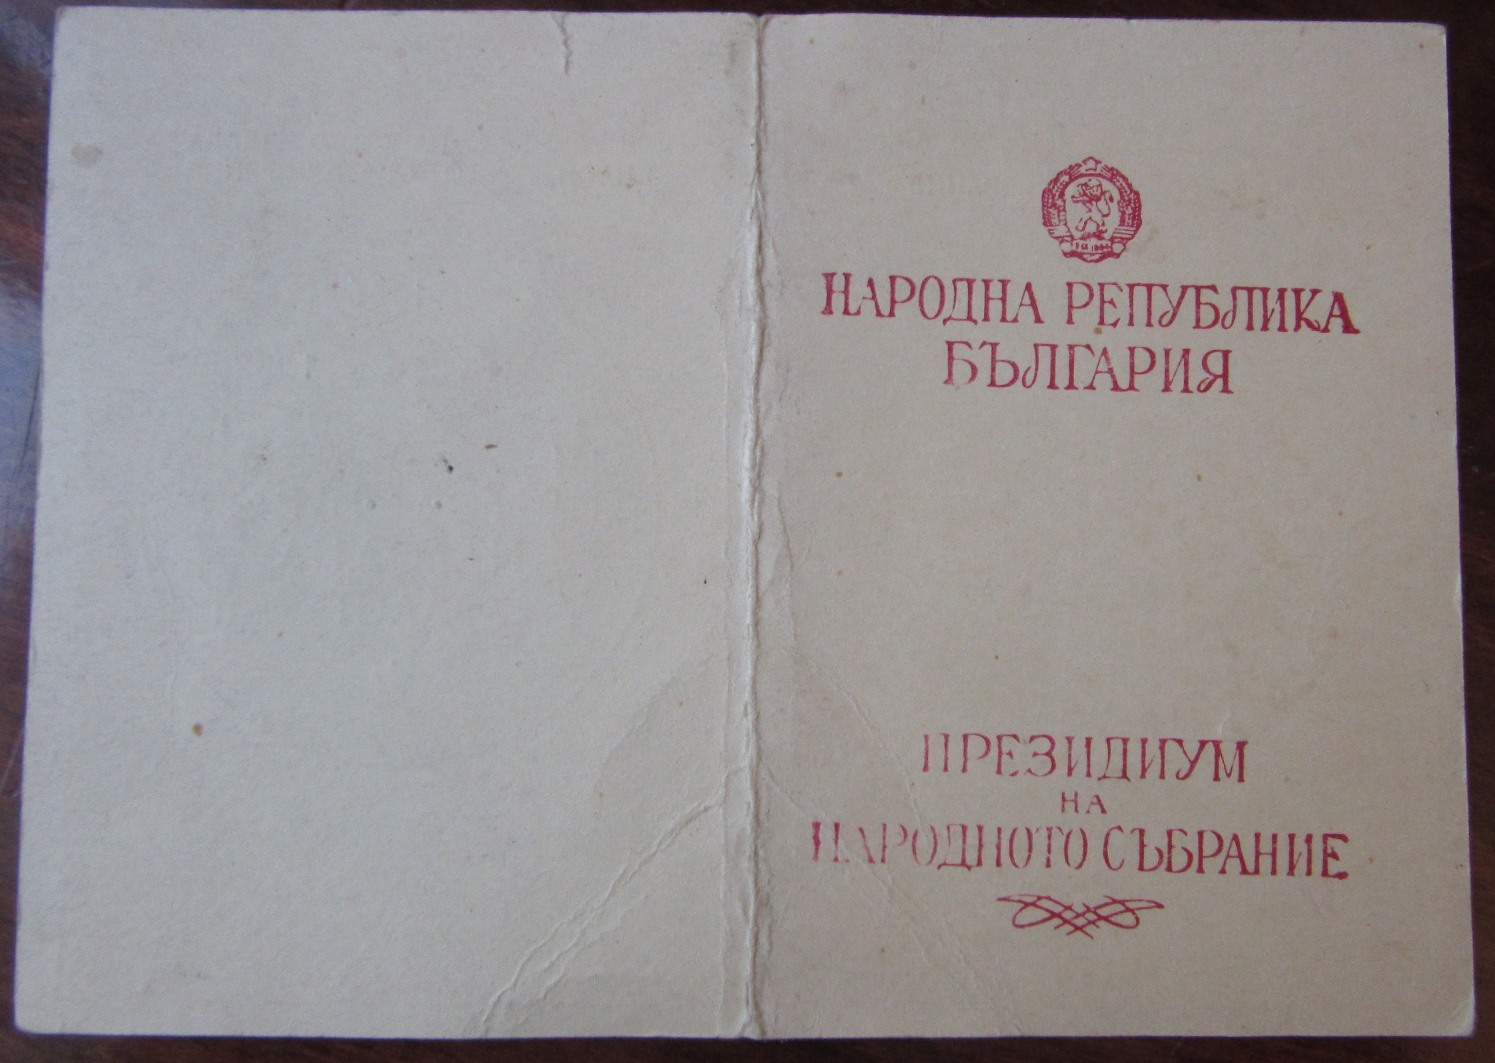 НАРОДНА РЕПУБЛИКА
БЪЛГАРИЯ
ПРЕЗИДИУМ
НА
НАРОДНОТО СЪБРАНИЕ